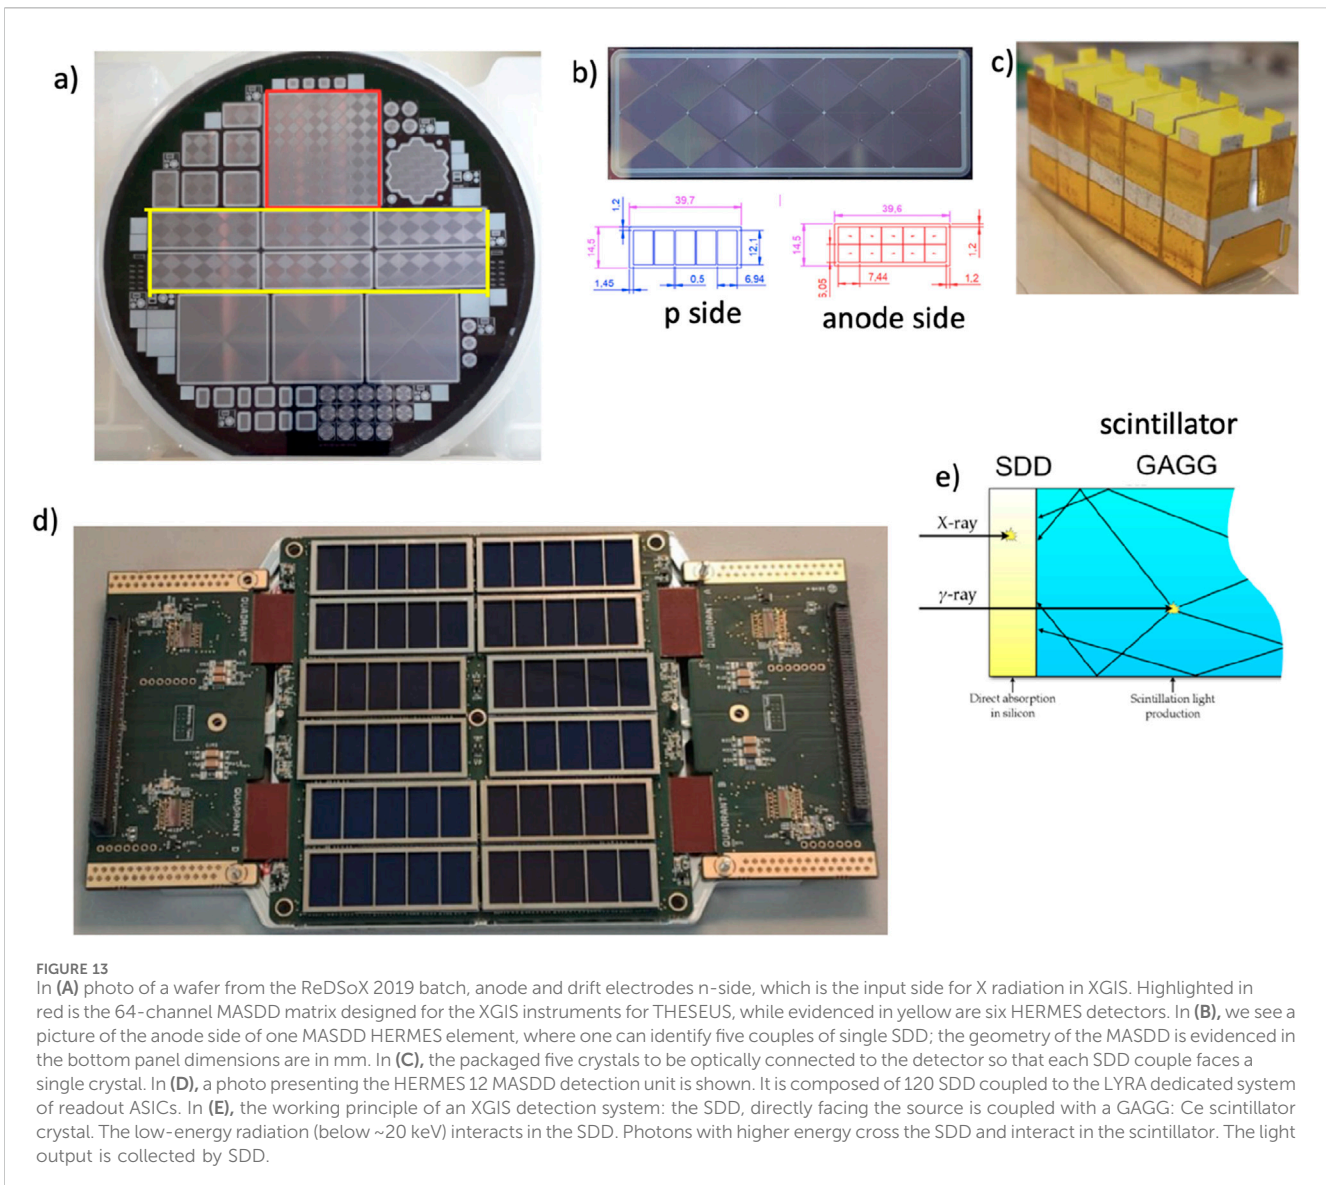 a)
b)
c)
1,2
39,7
14,5
12,1
1.45
0.5
6.94
p side
39,6
14,5
1,2
7,44
1,2
anode side
scintillator
SDD
GAGG
e)
X-ray
γ-ray
Direct absorption
in silicon
Scintillation light
production
d)
QUADRANT C
QUADRANT A
QUADRANT D
QUADRANT B
FIGURE 13
In (A) photo of a wafer from the ReDSoX 2019 batch, anode and drift electrodes n-side, which is the input side for X radiation in XGIS. Highlighted in
red is the 64-channel MASDD matrix designed for the XGIS instruments for THESEUS, while evidenced in yellow are six HERMES detectors. In (B), we see a
picture of the anode side of one MASDD HERMES element, where one can identify five couples of single SDD; the geometry of the MASDD is evidenced in
the bottom panel dimensions are in mm. In (C), the packaged five crystals to be optically connected to the detector so that each SDD couple faces a
single crystal. In (D), a photo presenting the HERMES 12 MASDD detection unit is shown. It is composed of 120 SDD coupled to the LYRA dedicated system
of readout ASICs. In (E), the working principle of an XGIS detection system: the SDD, directly facing the source is coupled with a GAGG: Ce scintillator
crystal. The low-energy radiation (below ~20 keV) interacts in the SDD. Photons with higher energy cross the SDD and interact in the scintillator. The light
output is collected by SDD.